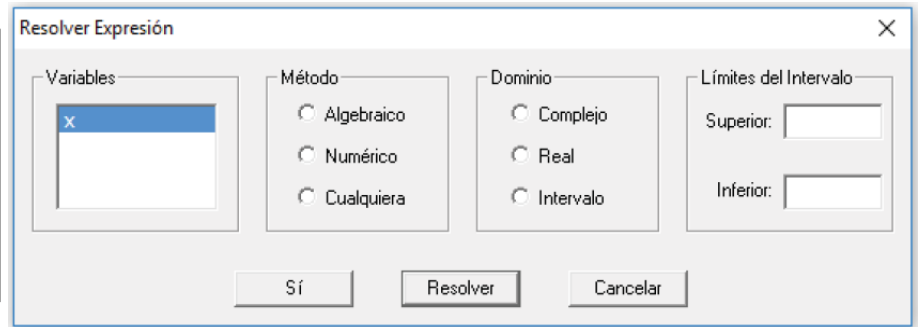 Resolver Expresión
Variables
x
Método
Algebraico
Numérico
Cualquiera
Dominio
Complejo
Real
Intervalo
Límites del Intervalo
Superior:
Inferior:
Sí
Resolver
Cancelar